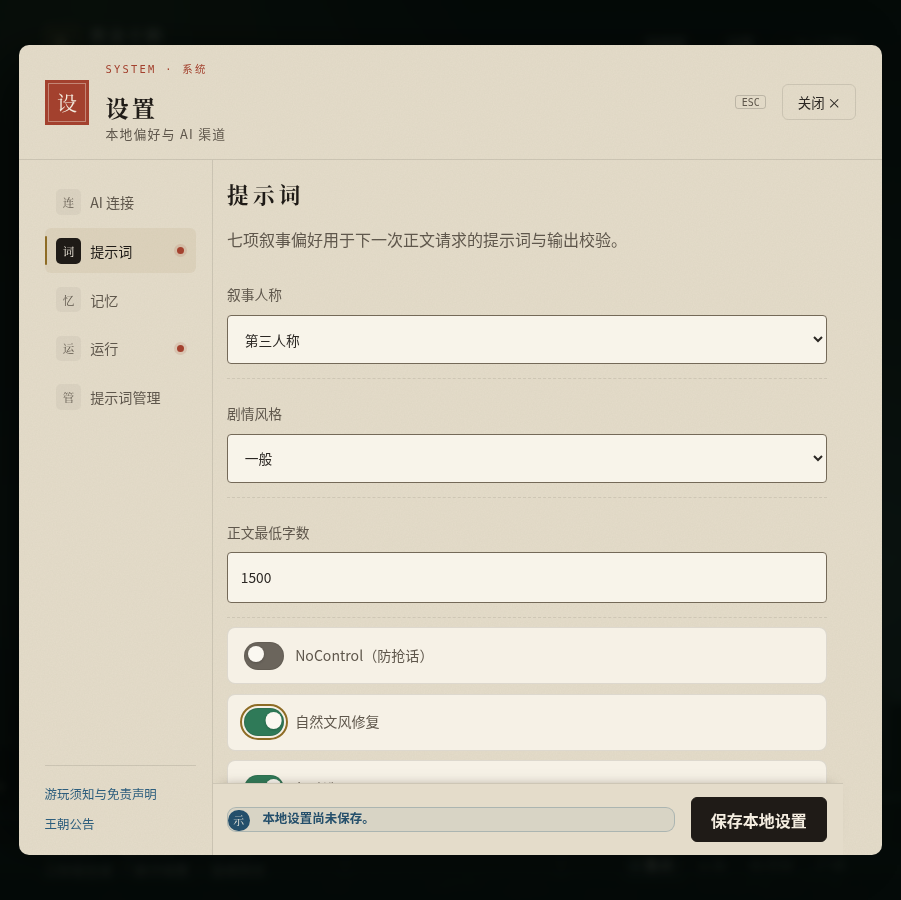 SYSTEM · 系统
设
设置
本地偏好与 AI 渠道
ESC
关闭 ×
连 AI 连接
词 提示词
忆 记忆
运 运行
管 提示词管理
游玩须知与免责声明
王朝公告
提示词
七项叙事偏好用于下一次正文请求的提示词与输出校验。
叙事人称
第三人称
剧情风格
一般
正文最低字数
1500
NoControl（防抢话）
自然文风修复
示 本地设置尚未保存。
保存本地设置